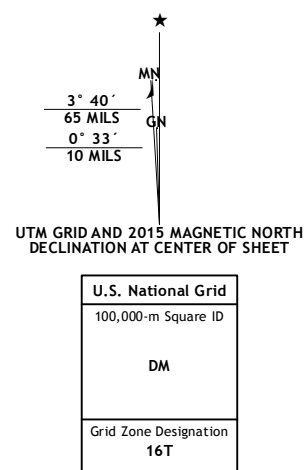 ★
MN
3° 40´
65 MILS
GN
0° 33´
10 MILS
UTM GRID AND 2015 MAGNETIC NORTH
DECLINATION AT CENTER OF SHEET
U.S. National Grid
100,000-m Square ID
DM
Grid Zone Designation
16T